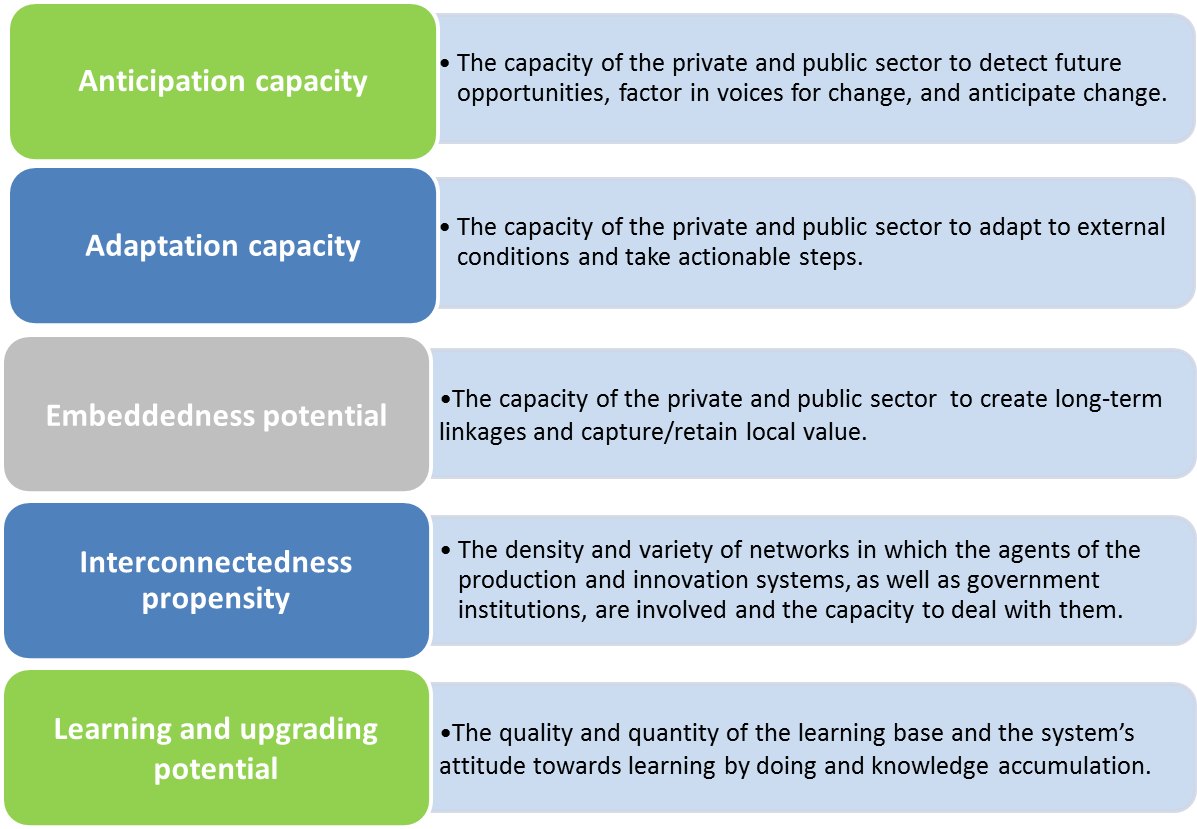 Anticipation capacity
• The capacity of the private and public sector to detect future
opportunities, factor in voices for change, and anticipate change.
Adaptation capacity
• The capacity of the private and public sector to adapt to external
conditions and take actionable steps.
Embeddedness potential
•The capacity of the private and public sector  to create long-term
linkages and capture/retain local value.
Interconnectedness
propensity
• The density and variety of networks in which the agents of the
production and innovation systems, as well as government
institutions, are involved and the capacity to deal with them.
Learning and upgrading
potential
•The quality and quantity of the learning base and the system’s
attitude towards learning by doing and knowledge accumulation.